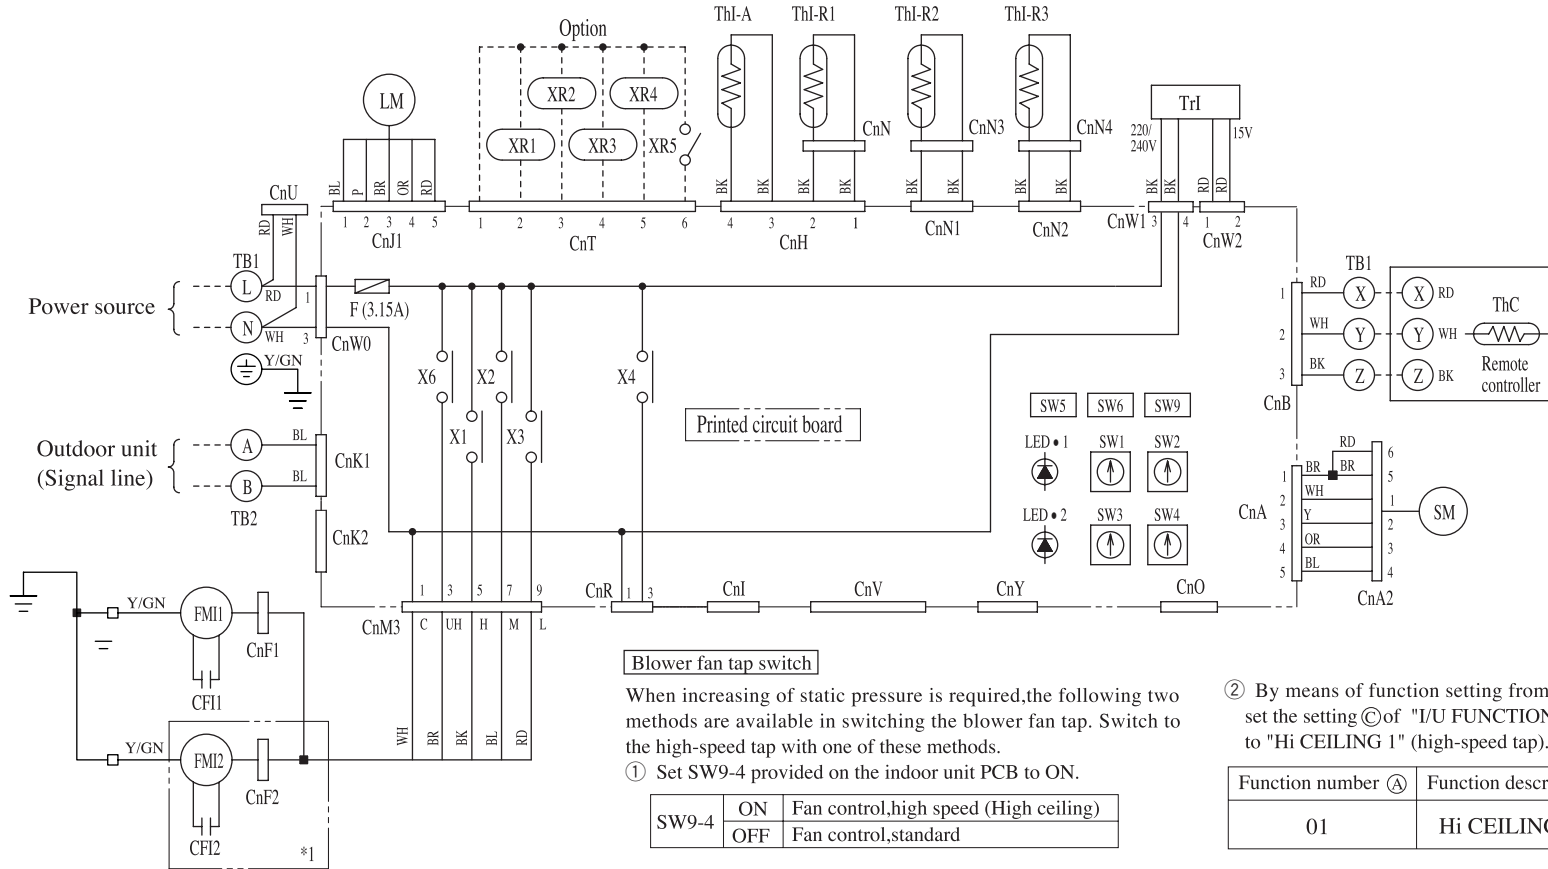 ThI-A ThI-R1 ThI-R2 ThI-R3
Option
LM XR2 XR4 TrI
XR1 XR3 XR5 CnN CnN3 CnN4 220/ 15V
240V
CnU BL P BR OR RD BK BK BK BK BK BK BK BK BK BK RD RD
1 2 3 4 5 1 2 3 4 5 6 4 3 2 1 CnW1 3 4 1 2
CnJ1 CnT CnH CnN1 CnN2 CnW2
RD WH
TB1
L RD 1
Power source
F (3.15A)
N WH 3
CnW0
Y/GN
X6 X2 X4
X1 X3
Printed circuit board
TB1
1 RD X X RD
2 WH Y Y WH
3 BK Z Z BK
CnB
ThC
Remote
controller
SW5 SW6 SW9
LED • 1 SW1 SW2
LED • 2 SW3 SW4
Outdoor unit
(Signal line)
A BL
CnK1
B BL
TB2
CnK2
RD 6
1 BR BR 5
2 WH 1
CnA SM
3 Y 2
4 OR 3
5 BL 4
CnA2
1 3 5 7 9 CnR 1 3 CnI CnV CnY CnO
CnM3 C UH H M L
Y/GN FMI1
CnF1
CFI1
Y/GN FMI2
CnF2
CFI2
*1
WH BR BK BL RD
Blower fan tap switch
When increasing of static pressure is required,the following two
methods are available in switching the blower fan tap. Switch to
the high-speed tap with one of these methods.
① Set SW9-4 provided on the indoor unit PCB to ON.
SW9-4 ON Fan control,high speed (High ceiling)
OFF Fan control,standard
② By means of function setting from
set the setting Ⓒ of "I/U FUNCTION
to "Hi CEILING 1" (high-speed tap).
Function number Ⓐ Function descr
01 Hi CEILING